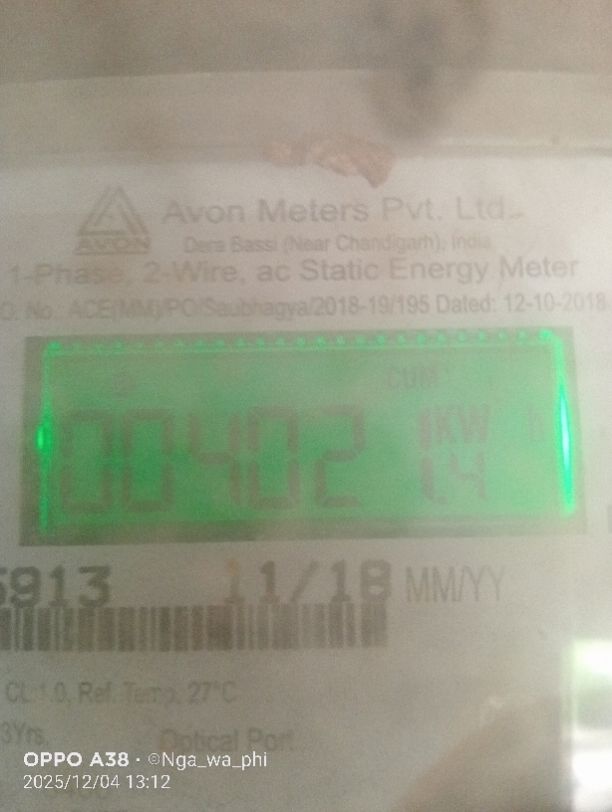 Avon Meters Pvt. Ltd.
AVON
Dera Bassi (Near Chandigarh), India
1-Phase, 2-Wire, ac Static Energy Meter
O. No. ACE(MM)/PO/Saubhagya/2018-19/195 Dated: 12-10-2018
CUM
00402 KW h
1.4
5913 11/18 MM/YY
CL 1.0, Ref. Temp. 27°C
3Yrs. Optical Port
OPPO A38 · ©Nga_wa_phi
2025/12/04 13:12